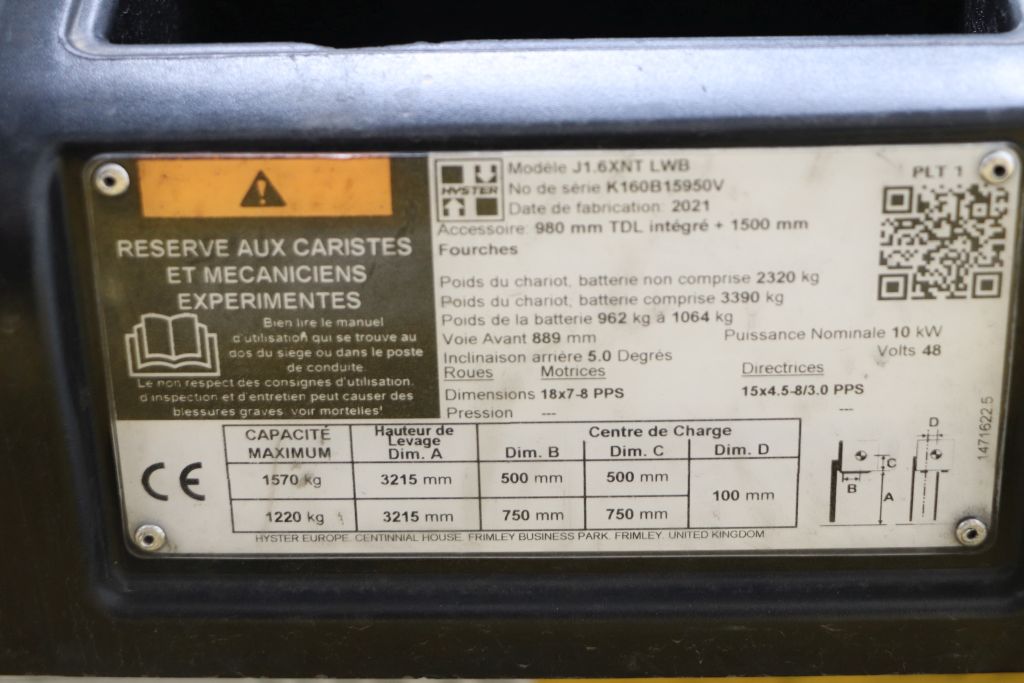 RESERVE AUX CARISTES
ET MECANICIENS
EXPERIMENTES
Bien lire le manuel
d'utilisation qui se trouve au
dos du siège ou dans le poste
de conduite.
Le non respect des consignes d'utilisation,
d'inspection et d'entretien peut causer des
blessures graves, voir mortelles!
HYSTER
Modèle J1.6XNT LWB
No de série K160B15950V
Date de fabrication 2021
Accessoire: 980 mm TDL intégré + 1500 mm
Fourches
PLT 1
Poids du chariot, batterie non comprise 2320 kg
Poids du chariot, batterie comprise 3390 kg
Poids de la batterie 962 kg à 1064 kg
Voie Avant 889 mm Puissance Nominale 10 kW
Inclinaison arrière 5.0 Degrés Volts 48
Roues Motrices Directrices
Dimensions 18x7-8 PPS 15x4.5-8/3.0 PPS
Pression --- ---
CAPACITÉ MAXIMUM Hauteur de Levage Dim. A Centre de Charge
Dim. B Dim. C Dim. D
1570 kg 3215 mm 500 mm 500 mm 100 mm
1220 kg 3215 mm 750 mm 750 mm
CE
HYSTER EUROPE, CENTINNIAL HOUSE, FRIMLEY BUSINESS PARK, FRIMLEY, UNITED KINGDOM
D
C
B
A
147162 2.5